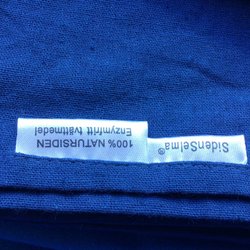 SidenSelma®
100% NATURSIDEN
Enzymfritt tvättmedel